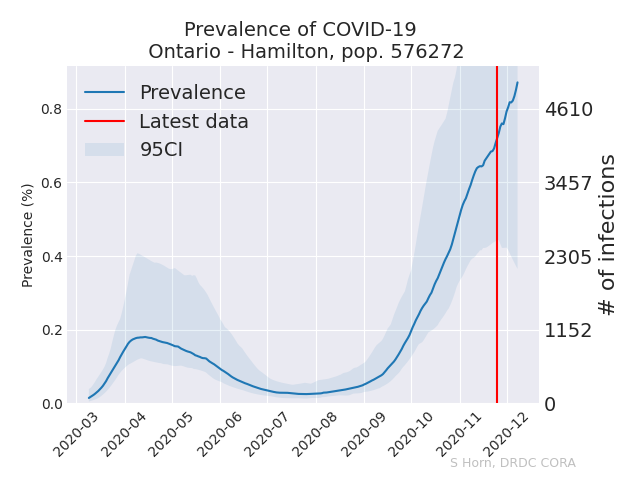 Prevalence of COVID-19
Ontario - Hamilton, pop. 576272
Prevalence
Latest data
95CI
Prevalence (%)
0.8
0.6
0.4
0.2
0.0
4610
3457
2305
1152
0
# of infections
2020-03
2020-04
2020-05
2020-06
2020-07
2020-08
2020-09
2020-10
2020-11
2020-12
S Horn, DRDC CORA